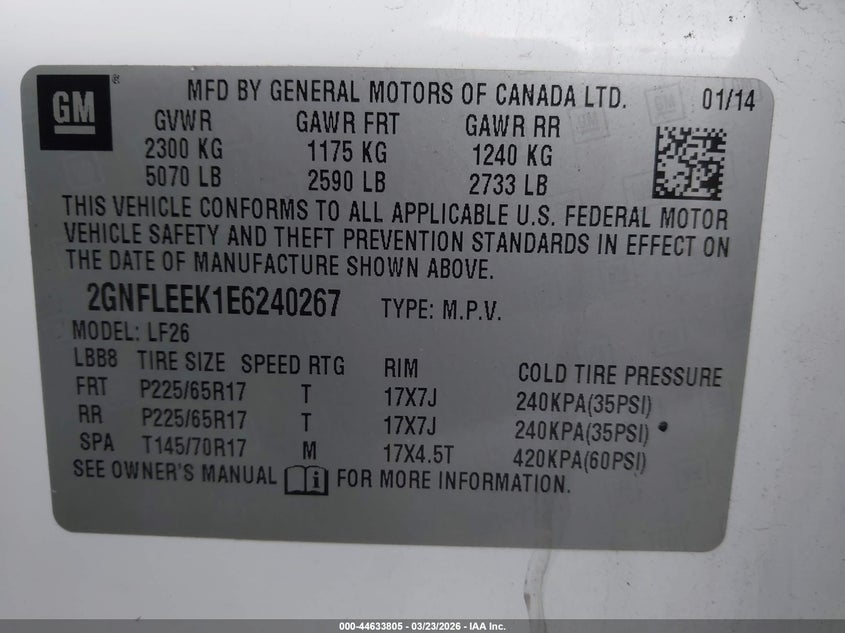 GM ®
MFD BY GENERAL MOTORS OF CANADA LTD. 01/14
GVWR GAWR FRT GAWR RR
2300 KG 1175 KG 1240 KG
5070 LB 2590 LB 2733 LB
THIS VEHICLE CONFORMS TO ALL APPLICABLE U.S. FEDERAL MOTOR
VEHICLE SAFETY AND THEFT PREVENTION STANDARDS IN EFFECT ON
THE DATE OF MANUFACTURE SHOWN ABOVE.
2GNFLEEK1E6240267 TYPE: M.P.V.
MODEL: LF26
LBB8 TIRE SIZE SPEED RTG RIM COLD TIRE PRESSURE
FRT P225/65R17 T 17X7J 240KPA(35PSI)
RR P225/65R17 T 17X7J 240KPA(35PSI)
SPA T145/70R17 M 17X4.5T 420KPA(60PSI)
SEE OWNER'S MANUAL i FOR MORE INFORMATION.
000-44633805 - 03/23/2026 - IAA Inc.